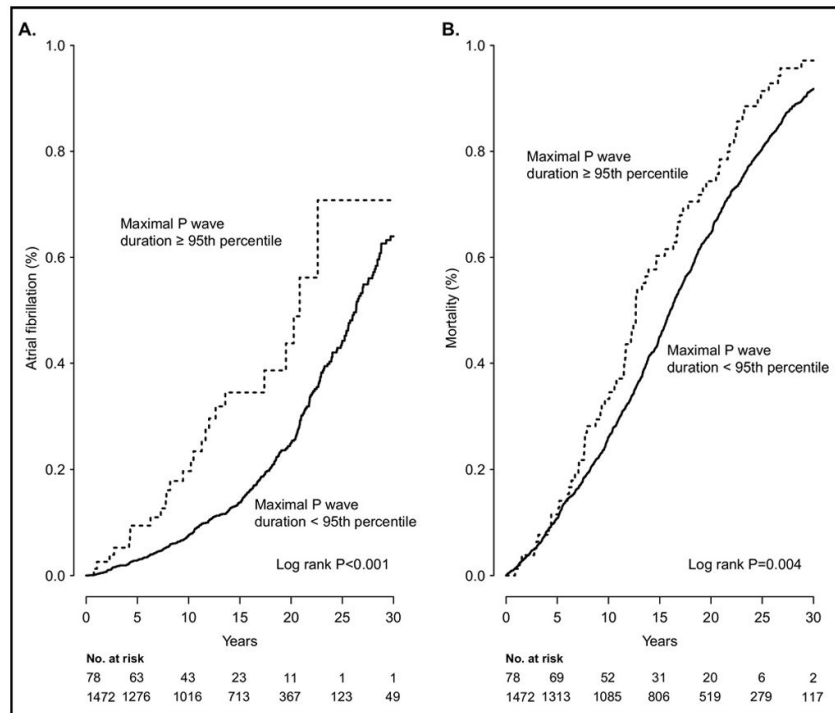 A.
1.0
0.8
0.6
0.4
0.2
0.0
Atrial fibrillation (%)
Maximal P wave
duration ≥ 95th percentile
Maximal P wave
duration < 95th percentile
Log rank P<0.001
0 5 10 15 20 25 30
Years
No. at risk
78 63 43 23 11 1 1
1472 1276 1016 713 367 123 49
B.
1.0
0.8
0.6
0.4
0.2
0.0
Mortality (%)
Maximal P wave
duration ≥ 95th percentile
Maximal P wave
duration < 95th percentile
Log rank P=0.004
0 5 10 15 20 25 30
Years
No. at risk
78 69 52 31 20 6 2
1472 1313 1085 806 519 279 117